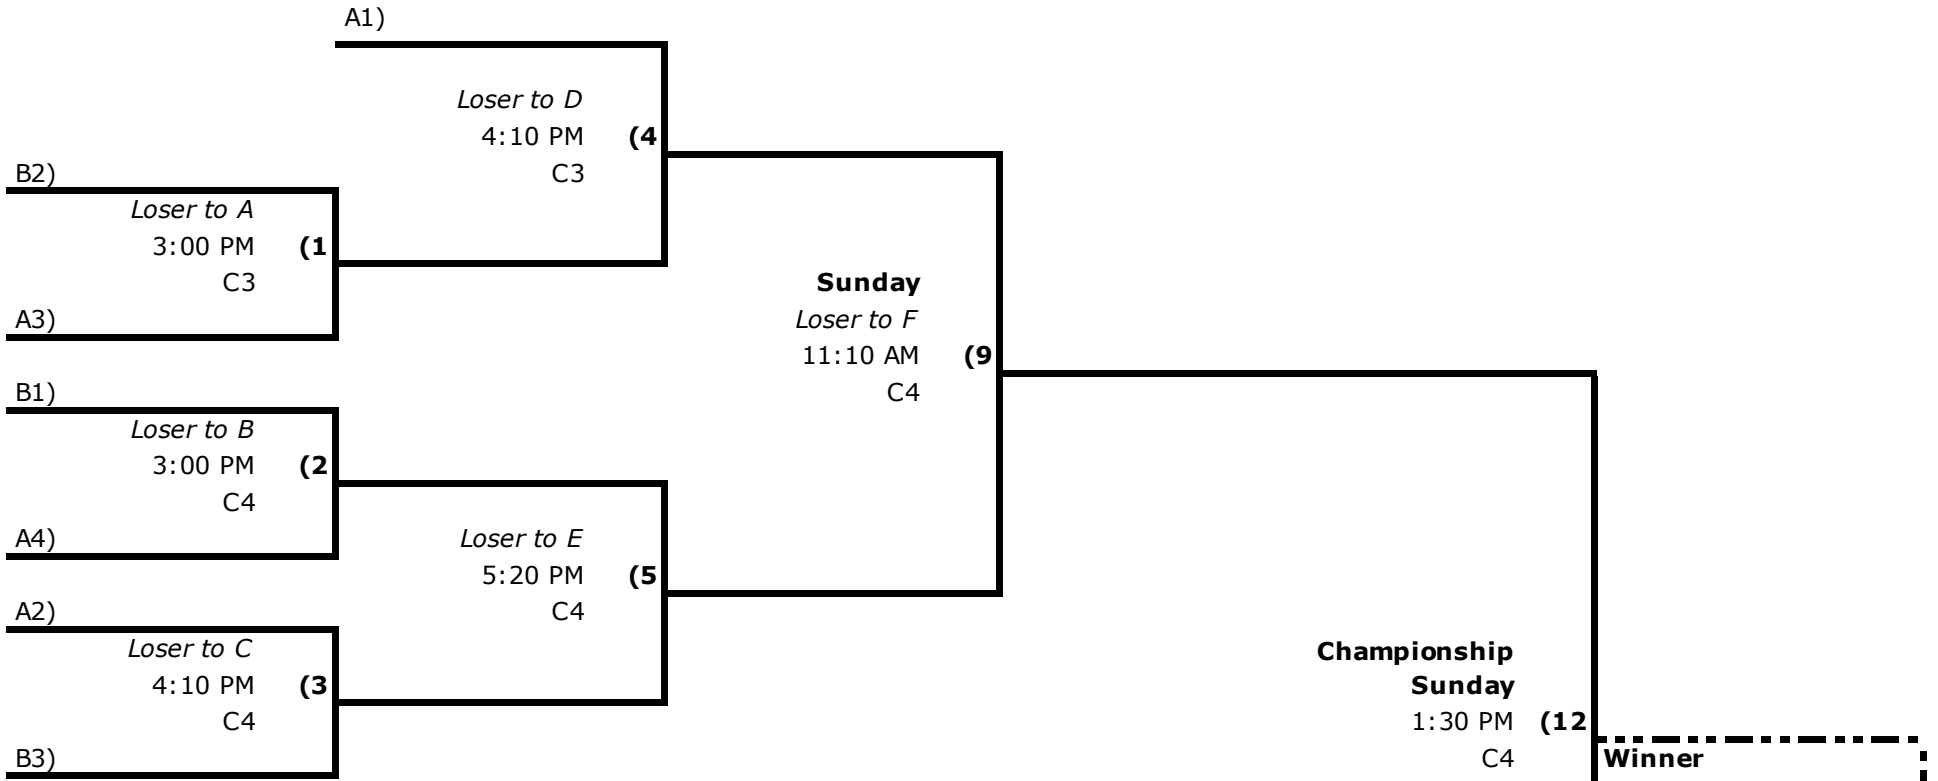 A1)
Loser to D
4:10 PM (4
C3
B2)
Loser to A
3:00 PM (1
C3
A3)
Sunday
Loser to F
11:10 AM (9
C4
B1)
Loser to B
3:00 PM (2
C4
A4)
Loser to E
5:20 PM (5
C4
A2)
Loser to C
4:10 PM (3
C4
B3)
Championship
Sunday
1:30 PM (12
C4
Winner